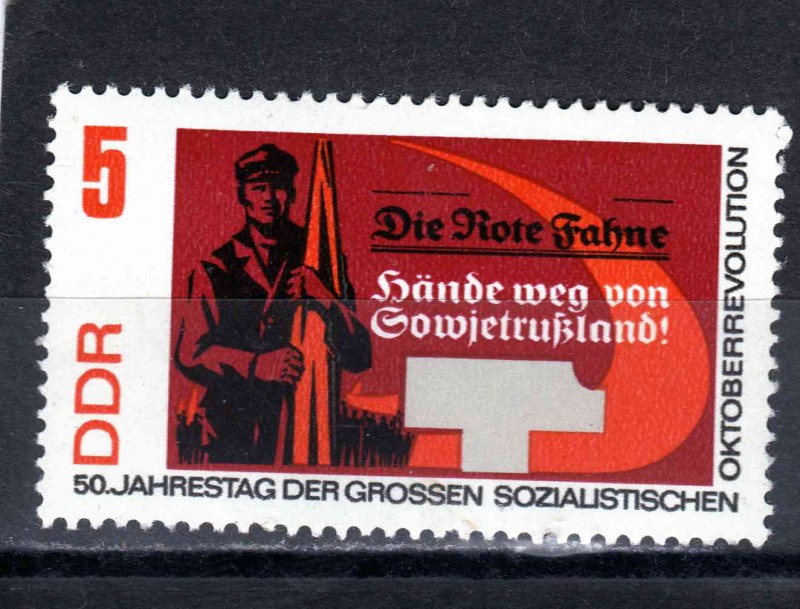 5
DDR
Die Rote Fahne
Hände weg von
Sowjetrußland!
50.JAHRESTAG DER GROSSEN SOZIALISTISCHEN
OKTOBERREVOLUTION